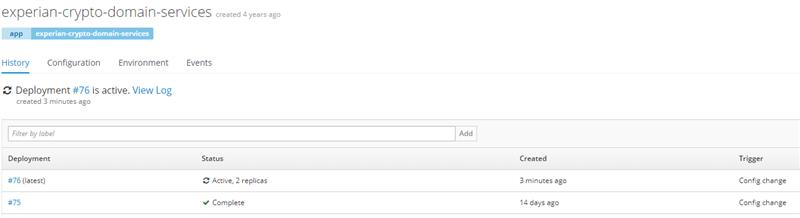 experian-crypto-domain-services created 4 years ago
app experian-crypto-domain-services
History Configuration Environment Events
Deployment #76 is active. View Log
created 3 minutes ago
Filter by label Add
Deployment Status Created Trigger
#76 (latest) Active, 2 replicas 3 minutes ago Config change
#75 Complete 14 days ago Config change